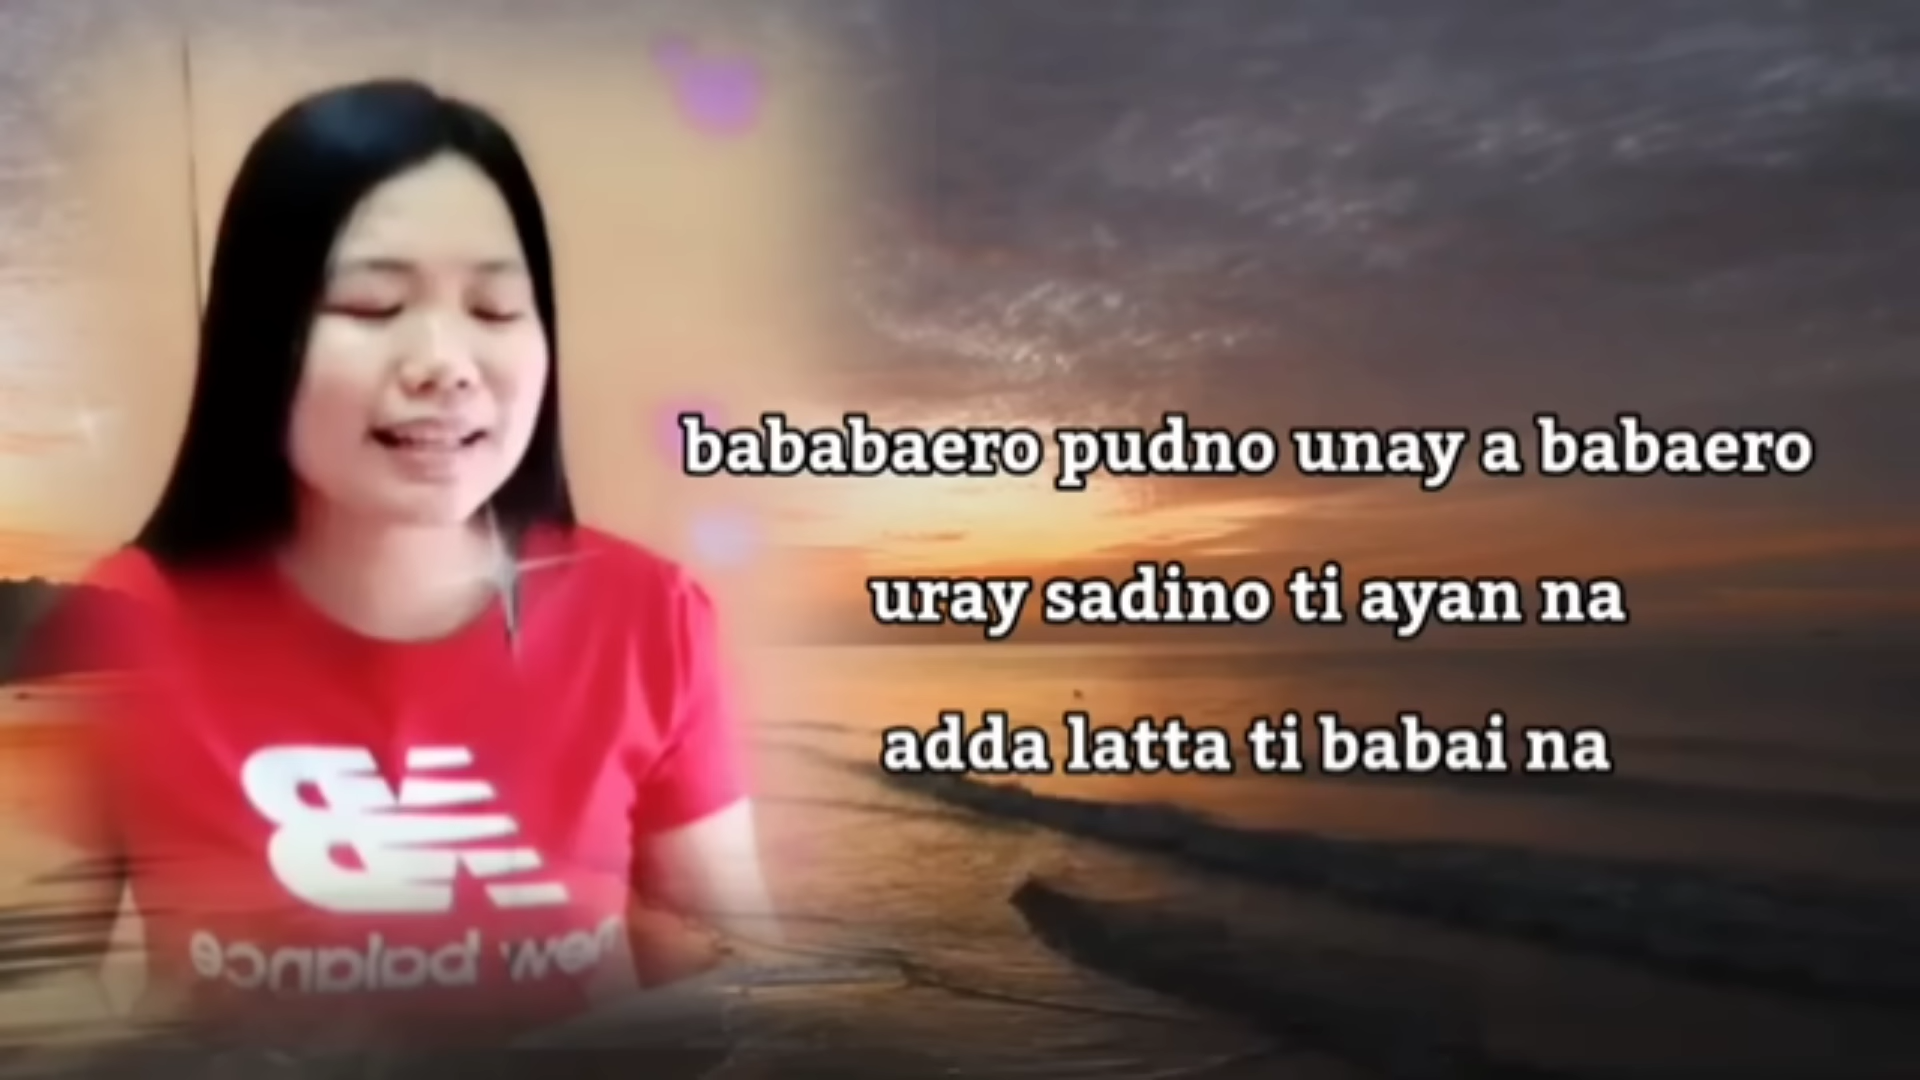 bababaero pudno unay a babaero
uray sadino ti ayan na
adda latta ti babai na
new balance